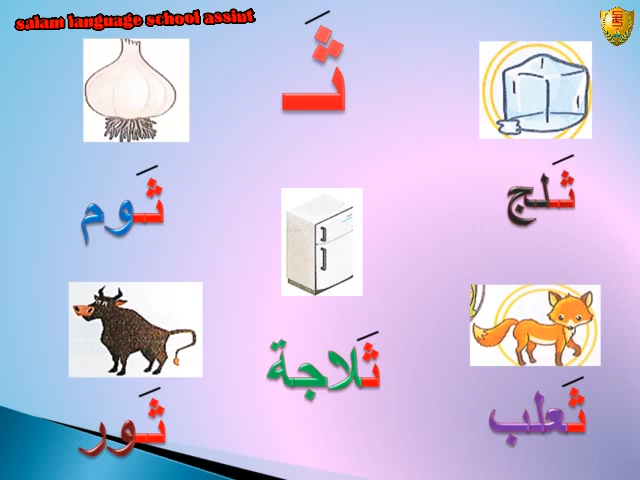 salam language school assiut
ثَـ
ثَلج
ثَوم
ثَلاجة
ثَعلب
ثَور